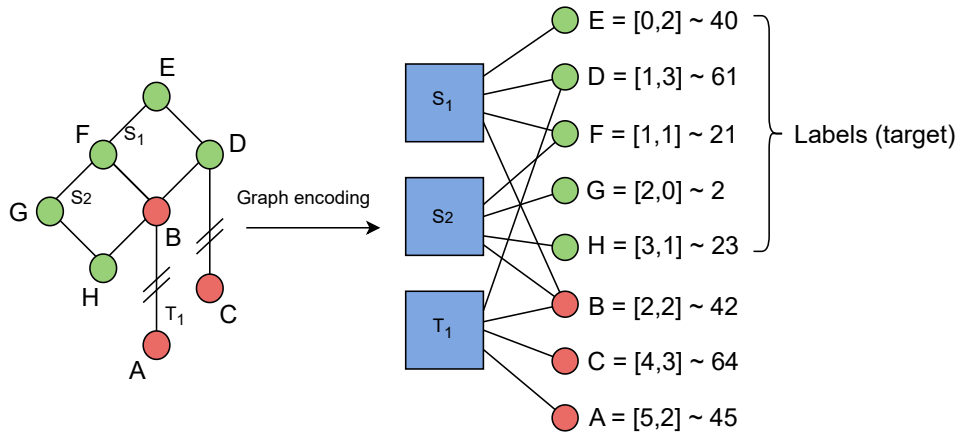 E
F
S1
D
G
S2
B
H
T1
C
A
Graph encoding
S1
S2
T1
E = [0,2] ~ 40
D = [1,3] ~ 61
F = [1,1] ~ 21
G = [2,0] ~ 2
H = [3,1] ~ 23
B = [2,2] ~ 42
C = [4,3] ~ 64
A = [5,2] ~ 45
Labels (target)